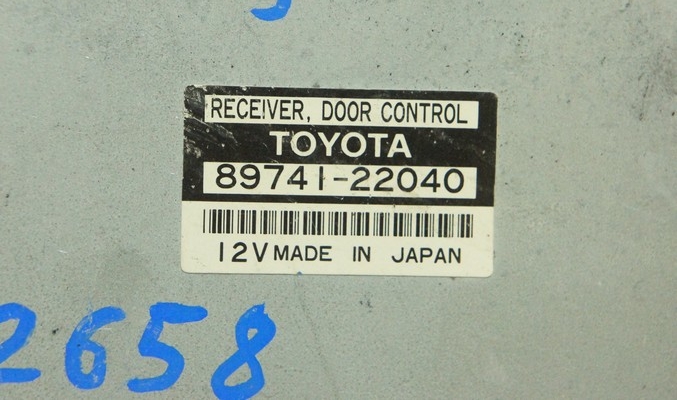 RECEIVER, DOOR CONTROL
TOYOTA
89741-22040
12V MADE IN JAPAN
2658